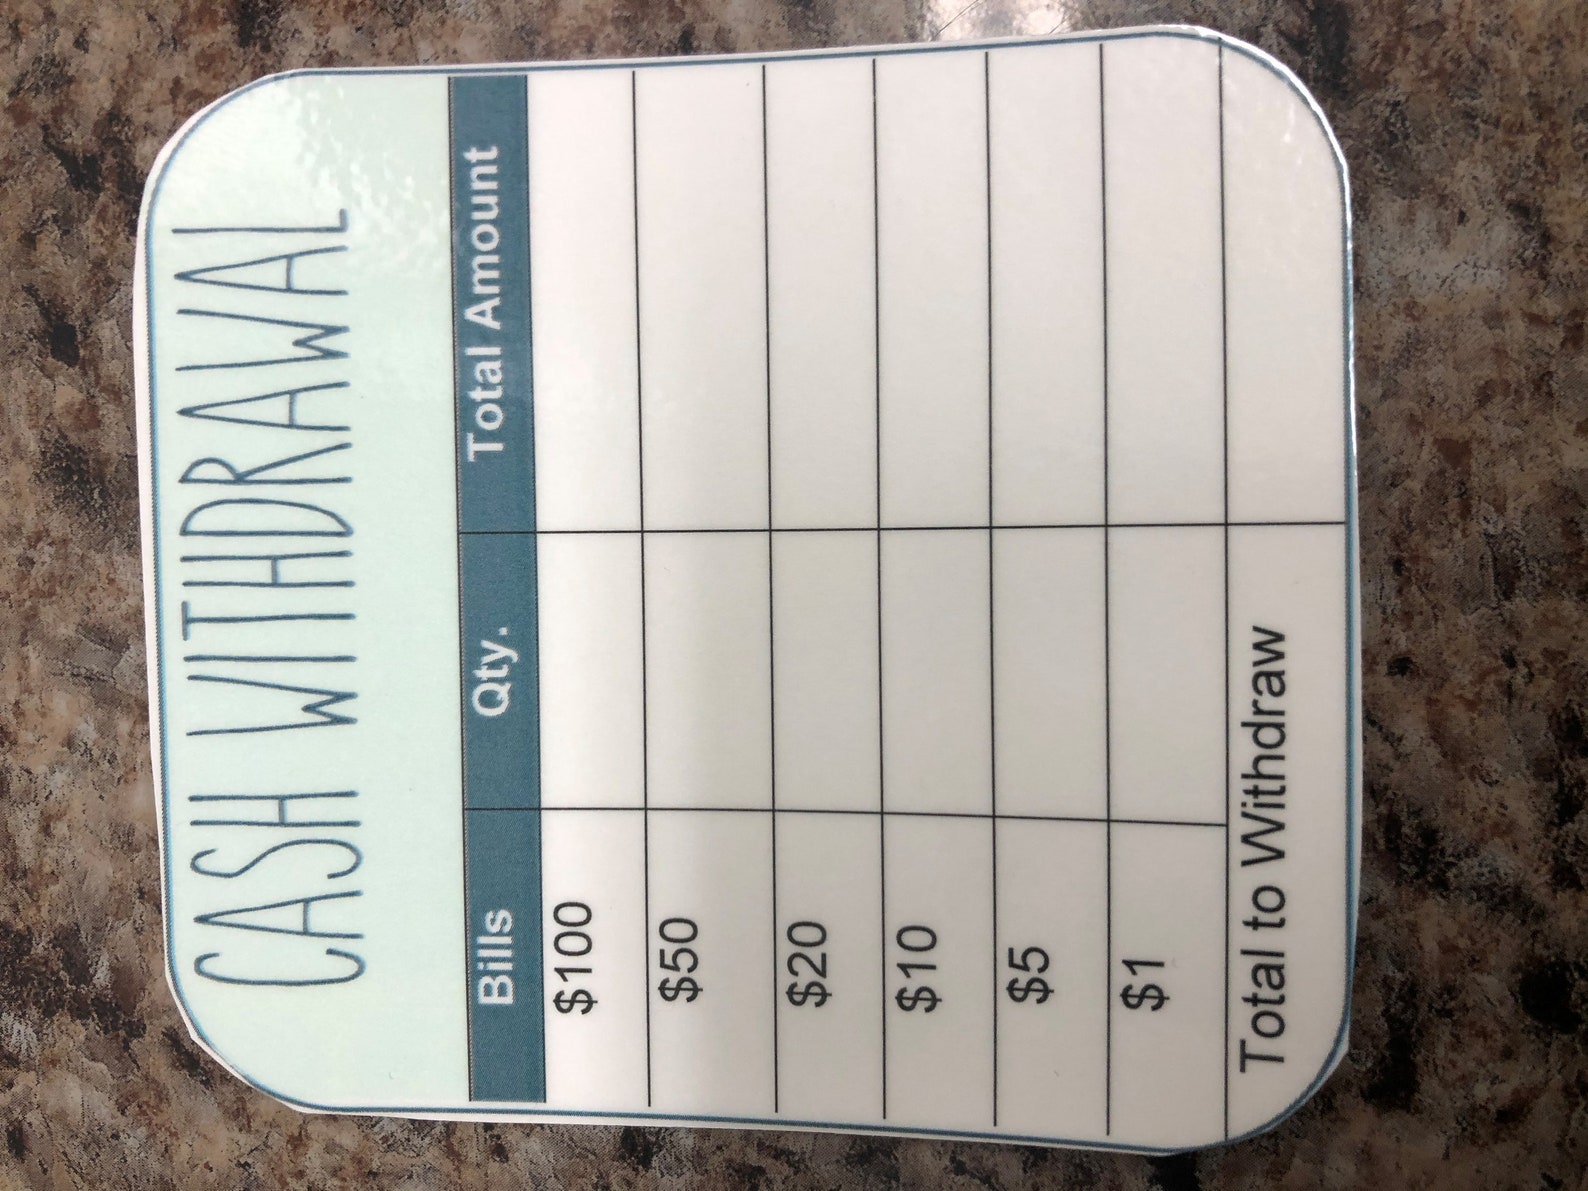 CASH WITHDRAWAL
Bills Qty. Total Amount
$100
$50
$20
$10
$5
$1
Total to Withdraw